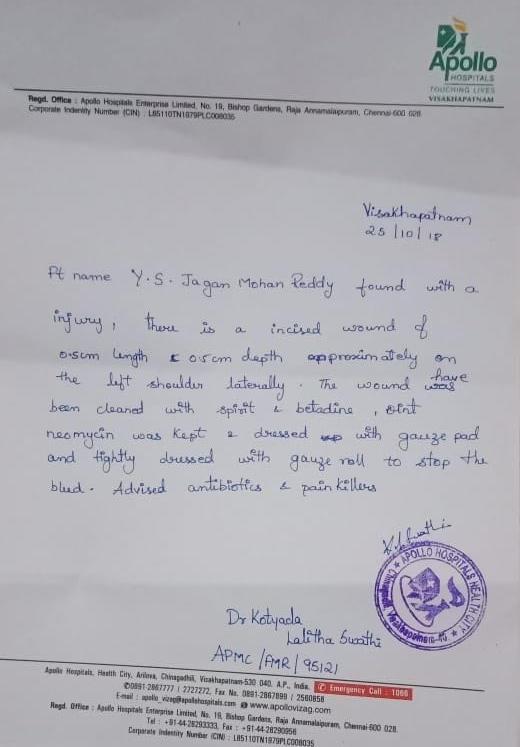 Apollo
HOSPITALS
TOUCHING LIVES
VISAKHAPATNAM
Regd. Office : Apollo Hospitals Enterprise Limited, No. 19, Bishop Gardens, Raja Annamalaipuram, Chennai-600 028.
Corporate Indentity Number (CIN) : L85110TN1979PLC008035
Visakhapatnam
25/10/18
Pt name Y.S. Jagan Mohan Reddy found with a
injury, there is a incised wound of
0.5cm length & 0.5cm depth approximately on
the left shoulder laterally. The wound was have
been cleaned with spirit & betadine, oint
neomycin was kept & dressed with gauze pad
and tightly dressed with gauze roll to stop the
bleed. Advised antibiotics & pain killers
APOLLO HOSPITALS HEALTH CITY
Chinagadhili, Visakhapatnam-40
Dr Kotyada
Lalitha Swathi
APMC/FMR/95121
Apollo Hospitals, Health City, Arilova, Chinagadhili, Visakhapatnam-530 040. A.P., India. Emergency Call : 1066
0891-2867777 / 2727272, Fax No. 0891-2867899 / 2560858
E-mail : apollo_vizag@apollohospitals.com www.apollovizag.com
Regd. Office : Apollo Hospitals Enterprise Limited, No. 19, Bishop Gardens, Raja Annamalaipuram, Chennai-600 028.
Tel : +91-44-28293333, Fax : +91-44-28290956
Corporate Indentity Number (CIN) : L85110TN1979PLC008035